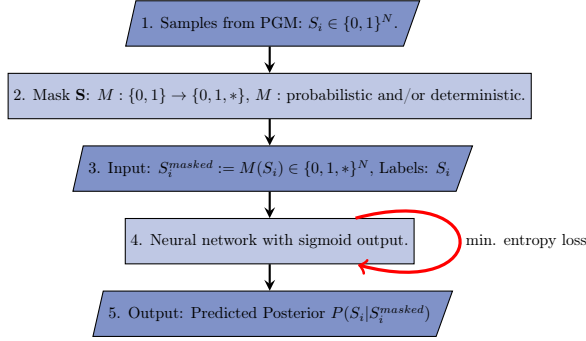 1. Samples from PGM: $S_i \in \{0, 1\}^N$.
2. Mask $\mathbf{S}$: $M : \{0, 1\} \rightarrow \{0, 1, *\}$, $M$ : probabilistic and/or deterministic.
3. Input: $S_i^{masked} := M(S_i) \in \{0, 1, *\}^N$, Labels: $S_i$
4. Neural network with sigmoid output.
min. entropy loss
5. Output: Predicted Posterior $P(S_i|S_i^{masked})$